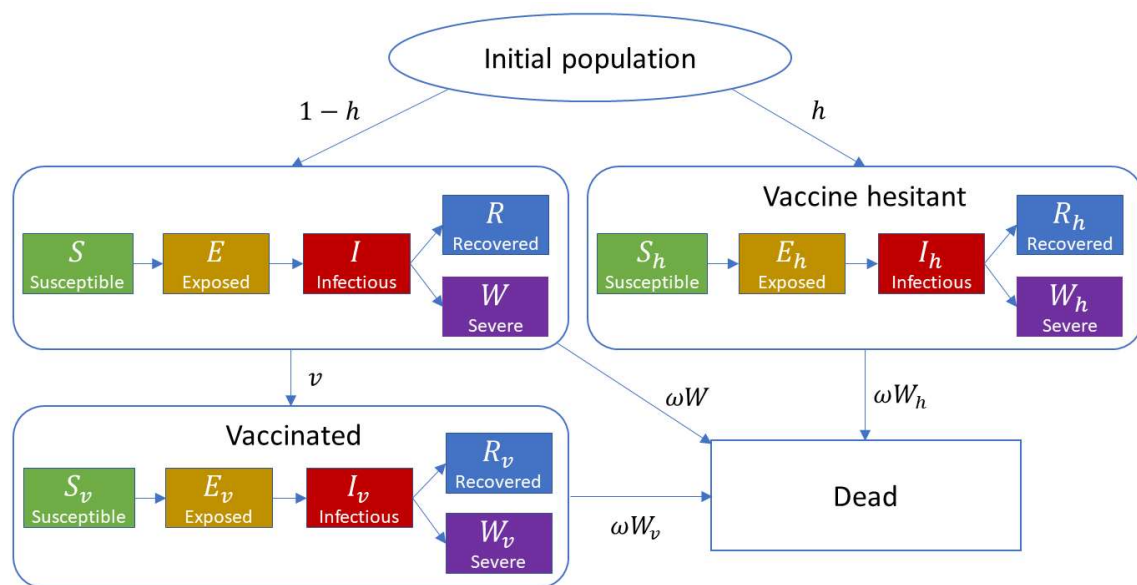 Initial population
1 − h
h
S
Susceptible
E
Exposed
I
Infectious
R
Recovered
W
Severe
Vaccine hesitant
S_h
Susceptible
E_h
Exposed
I_h
Infectious
R_h
Recovered
W_h
Severe
v
ωW
ωW_h
Vaccinated
S_v
Susceptible
E_v
Exposed
I_v
Infectious
R_v
Recovered
W_v
Severe
ωW_v
Dead